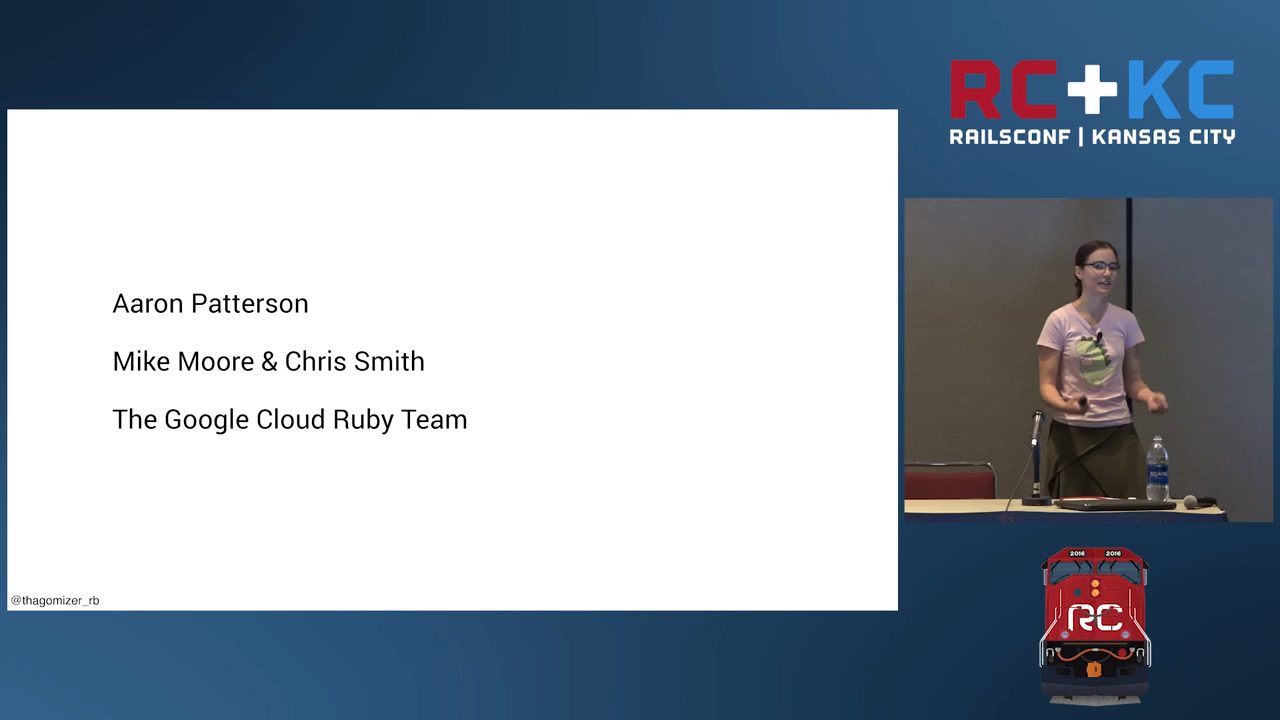 RC+KC
RAILSCONF | KANSAS CITY
Aaron Patterson
Mike Moore & Chris Smith
The Google Cloud Ruby Team
@thagomizer_rb
2016 2016
RC